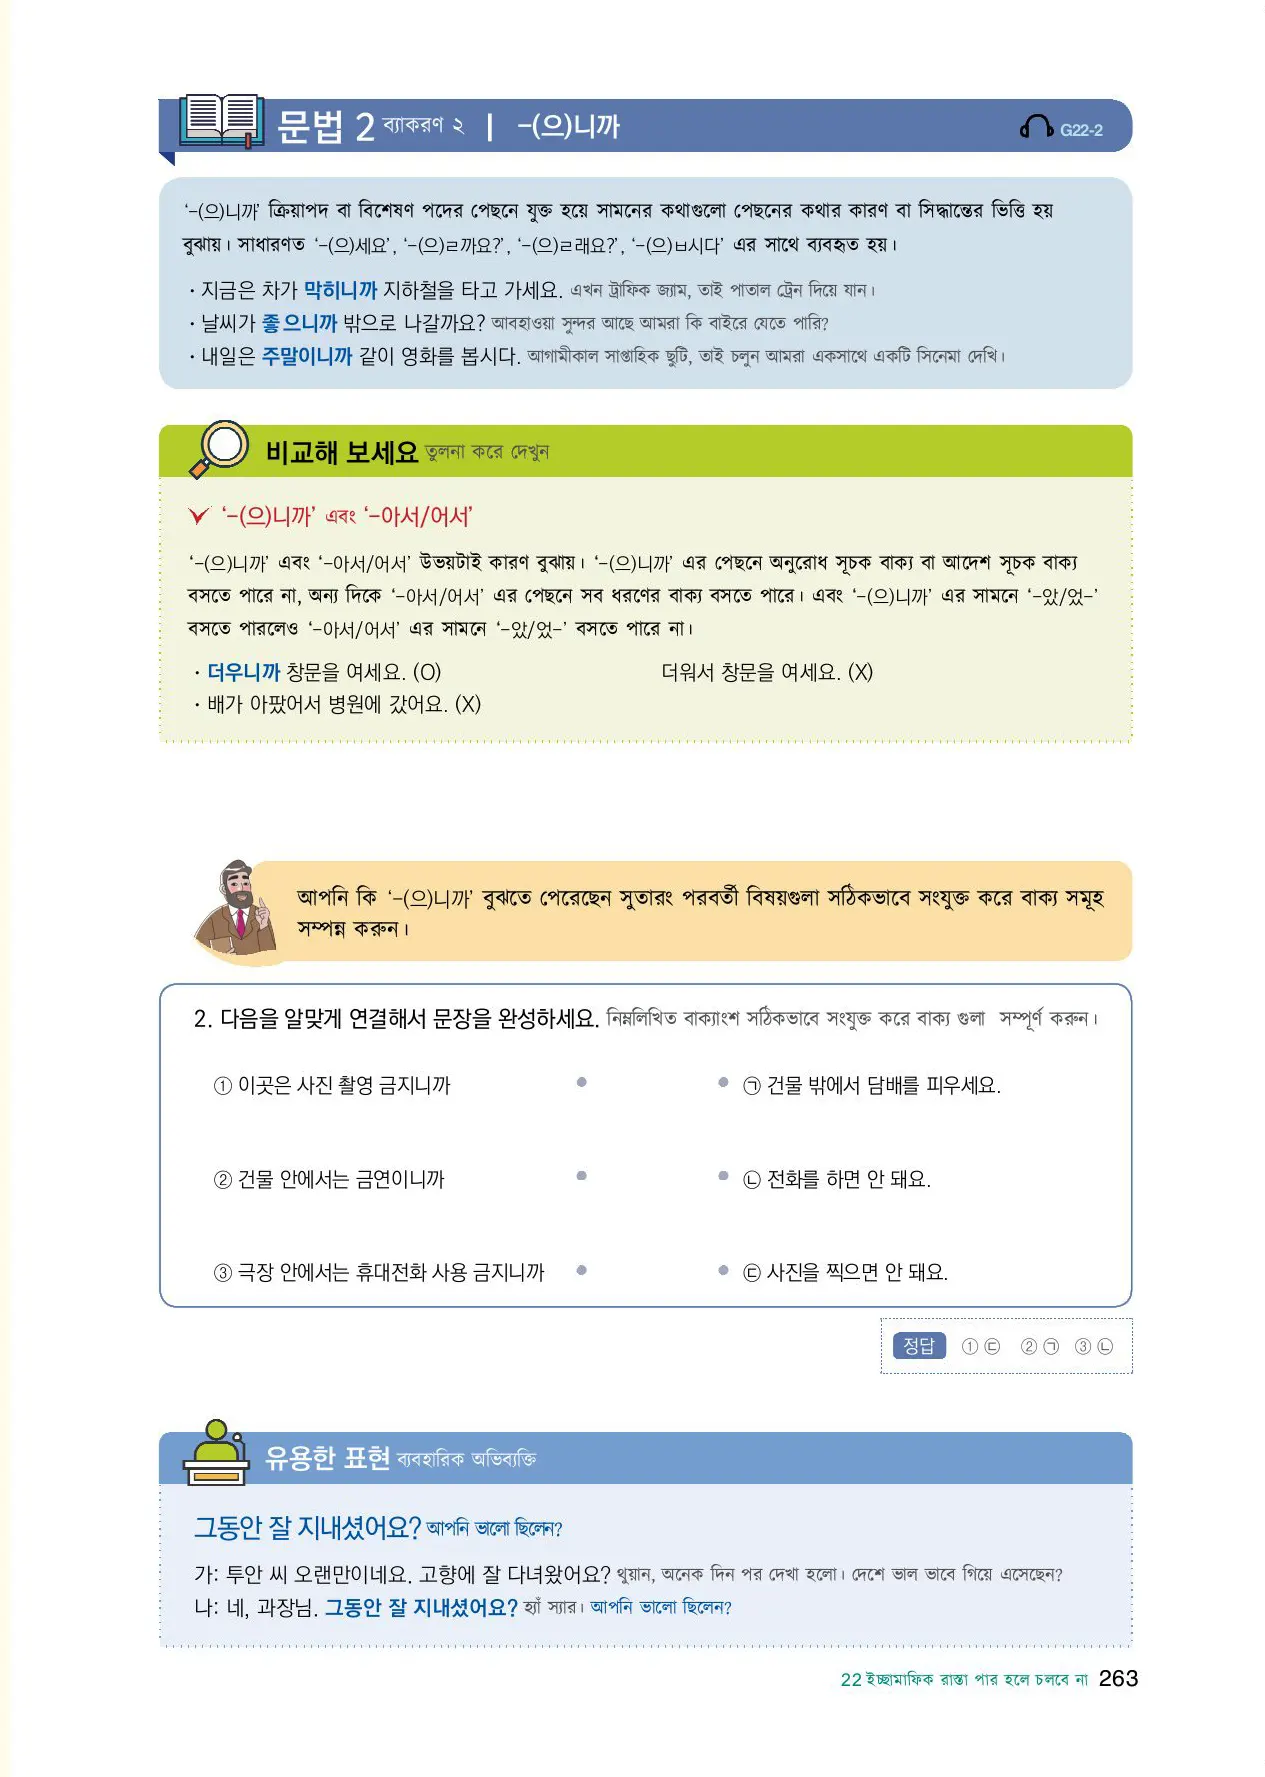 문법 2 ব্যাকরণ ২ | -(으)니까
G22-2
'-(으)니까' ক্রিয়াপদ বা বিশেষণ পদের পেছনে যুক্ত হয়ে সামনের কথাগুলো পেছনের কথার কারণ বা সিদ্ধান্তের ভিত্তি হয়
বুঝায়। সাধারণত '-(으)세요', '-(으)ㄹ까요?', '-(으)ㄹ래요?', '-(으)ㅂ시다' এর সাথে ব্যবহৃত হয়।
· 지금은 차가 막히니까 지하철을 타고 가세요. এখন ট্রাফিক জ্যাম, তাই পাতাল ট্রেন দিয়ে যান।
· 날씨가 좋으니까 밖으로 나갈까요? আবহাওয়া সুন্দর আছে আমরা কি বাইরে যেতে পারি?
· 내일은 주말이니까 같이 영화를 봅시다. আগামীকাল সাপ্তাহিক ছুটি, তাই চলুন আমরা একসাথে একটি সিনেমা দেখি।
비교해 보세요 তুলনা করে দেখুন
'-(으)니까' এবং '-아서/어서'
'-(으)니까' এবং '-아서/어서' উভয়টাই কারণ বুঝায়। '-(으)니까' এর পেছনে অনুরোধ সূচক বাক্য বা আদেশ সূচক বাক্য
বসতে পারে না, অন্য দিকে '-아서/어서' এর পেছনে সব ধরণের বাক্য বসতে পারে। এবং '-(으)니까' এর সামনে '-았/었-'
বসতে পারলেও '-아서/어서' এর সামনে '-았/었-' বসতে পারে না।
· 더우니까 창문을 여세요. (O) 더워서 창문을 여세요. (X)
· 배가 아팠어서 병원에 갔어요. (X)
আপনি কি '-(으)니까' বুঝতে পেরেছেন সুতারং পরবর্তী বিষয়গুলা সঠিকভাবে সংযুক্ত করে বাক্য সমূহ
সম্পন্ন করুন।
2. 다음을 알맞게 연결해서 문장을 완성하세요. নিম্নলিখিত বাক্যাংশ সঠিকভাবে সংযুক্ত করে বাক্য গুলা সম্পূর্ণ করুন।
① 이곳은 사진 촬영 금지니까 • • ㉠ 건물 밖에서 담배를 피우세요.
② 건물 안에서는 금연이니까 • • ㉡ 전화를 하면 안 돼요.
③ 극장 안에서는 휴대전화 사용 금지니까 • • ㉢ 사진을 찍으면 안 돼요.
정답 ① ㉢ ② ㉠ ③ ㉡
유용한 표현 ব্যবহারিক অভিব্যক্তি
그동안 잘 지내셨어요? আপনি ভালো ছিলেন?
가: 투안 씨 오랜만이네요. 고향에 잘 다녀왔어요? থুয়ান, অনেক দিন পর দেখা হলো। দেশে ভাল ভাবে গিয়ে এসেছেন?
나: 네, 과장님. 그동안 잘 지내셨어요? হ্যাঁ স্যার। আপনি ভালো ছিলেন?
22 ইচ্ছামাফিক রাস্তা পার হলে চলবে না 263